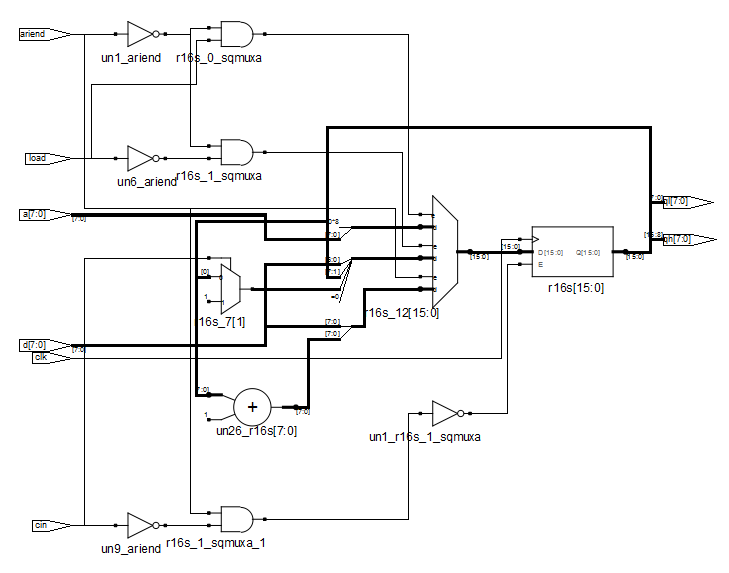 ariend
un1_ariend
r16s_0_sqmuxa
load
un6_ariend
r16s_1_sqmuxa
a[7:0]
[7:0]
0*8
[7:0]
e
d
e
d
e
d
[7:0]
ql[7:0]
[15:8]
qh[7:0]
[15:0]
[15:0]
D[15:0]
Q[15:0]
[15:0]
E
r16s[15:0]
[0]
0
1
1
r16s_7[1]
[7:1]
=0
r16s_12[15:0]
d[7:0]
[7:0]
clk
[7:0]
[7:0]
[7:0]
+
1
[7:0]
un26_r16s[7:0]
un1_r16s_1_sqmuxa
cin
un9_ariend
r16s_1_sqmuxa_1